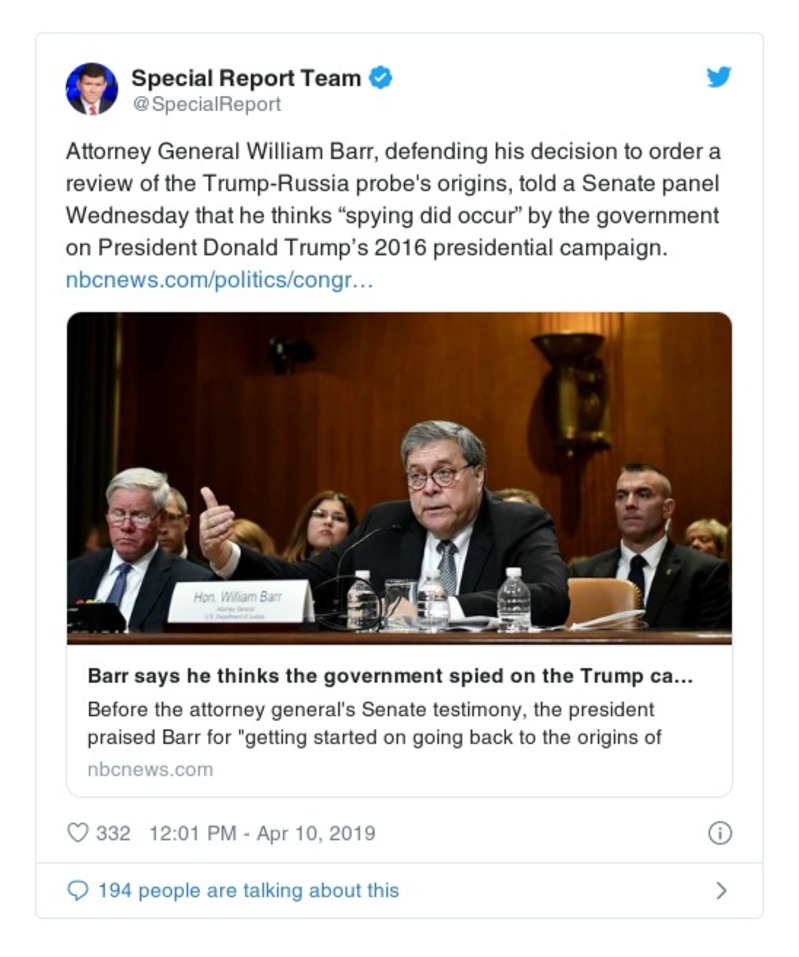 Special Report Team
@SpecialReport
Attorney General William Barr, defending his decision to order a
review of the Trump-Russia probe's origins, told a Senate panel
Wednesday that he thinks “spying did occur” by the government
on President Donald Trump’s 2016 presidential campaign.
nbcnews.com/politics/congr…
Hon. William Barr
Attorney General
U.S. Department of Justice
Barr says he thinks the government spied on the Trump ca...
Before the attorney general's Senate testimony, the president
praised Barr for "getting started on going back to the origins of
nbcnews.com
332 12:01 PM - Apr 10, 2019
194 people are talking about this